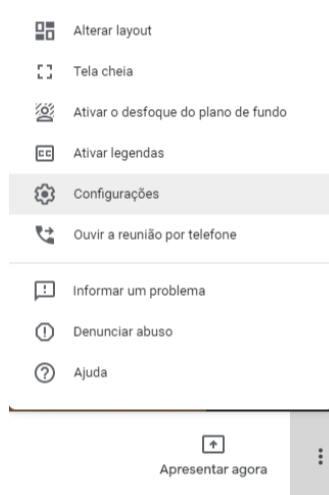 Alterar layout
Tela cheia
Ativar o desfoque do plano de fundo
CC Ativar legendas
Configurações
Ouvir a reunião por telefone
Informar um problema
Denunciar abuso
Ajuda
Apresentar agora